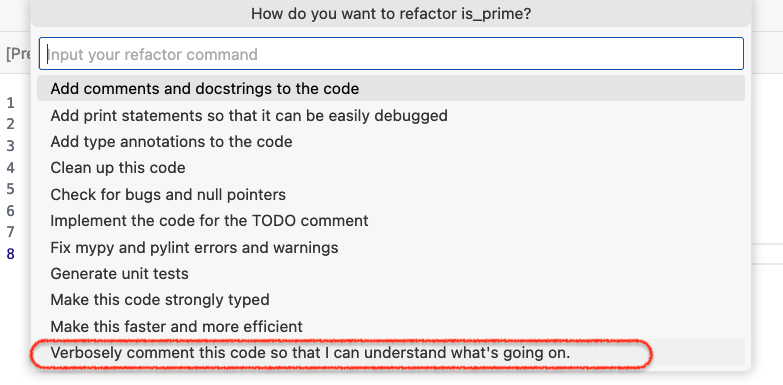 How do you want to refactor is_prime?
[Pre
Input your refactor command
1
Add comments and docstrings to the code
2
Add print statements so that it can be easily debugged
3
Add type annotations to the code
4
Clean up this code
5
Check for bugs and null pointers
6
Implement the code for the TODO comment
7
Fix mypy and pylint errors and warnings
8
Generate unit tests
Make this code strongly typed
Make this faster and more efficient
Verbosely comment this code so that I can understand what's going on.